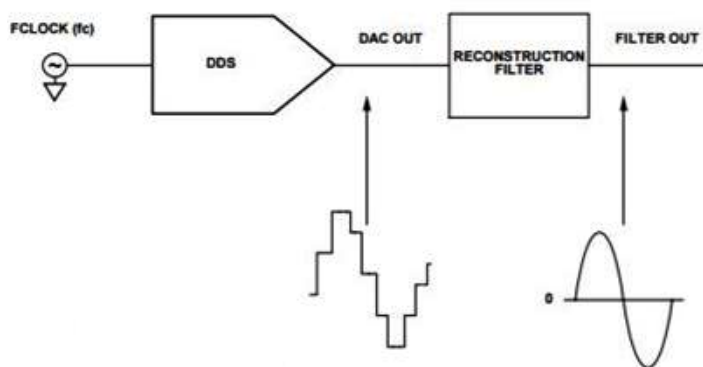 FCLOCK (fc)
DDS
DAC OUT
RECONSTRUCTION
FILTER
FILTER OUT
0